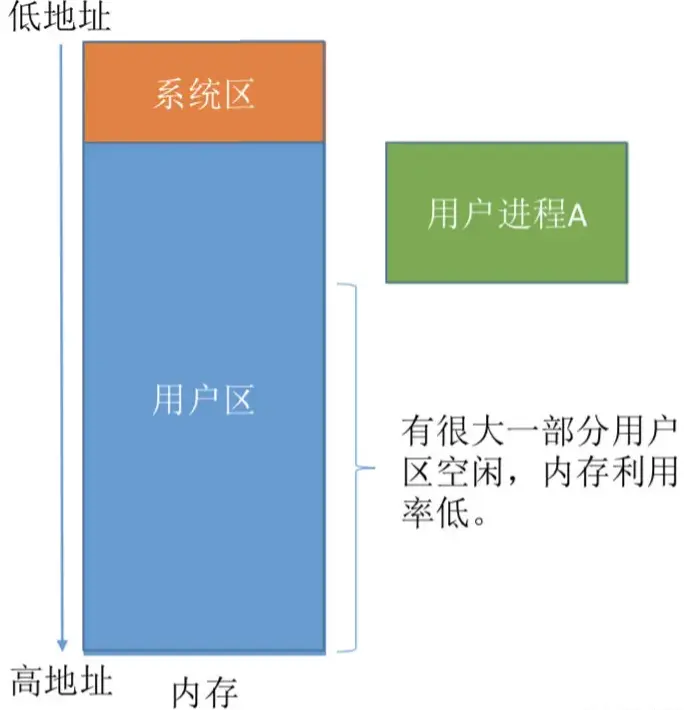 低地址
系统区
用户进程A
用户区
有很大一部分用户
区空闲，内存利用
率低。
高地址
内存